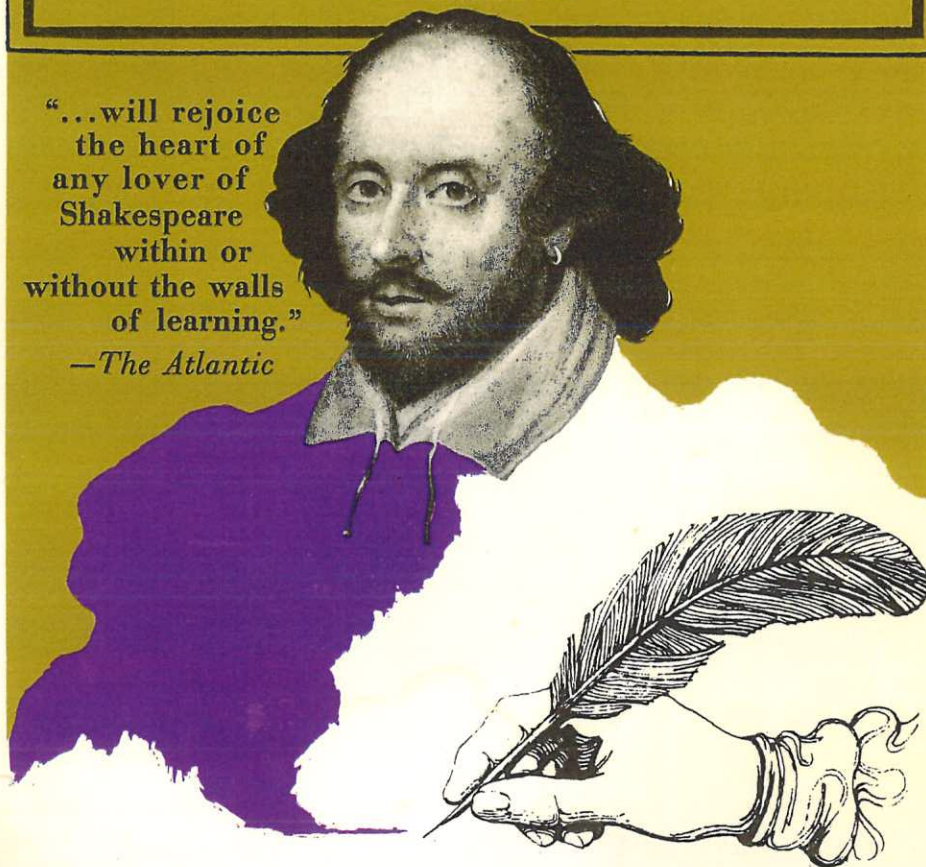 “...will rejoice
the heart of
any lover of
Shakespeare
within or
without the walls
of learning.”
—The Atlantic